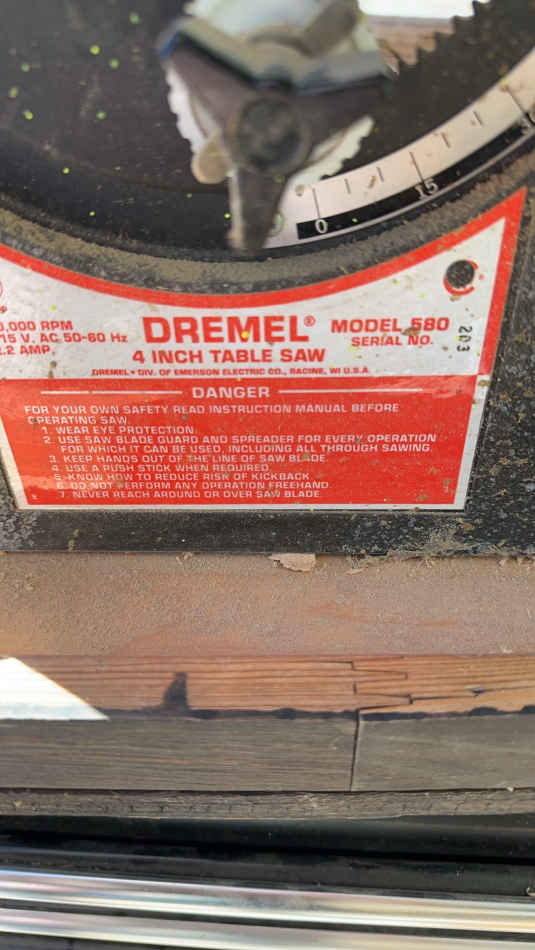 0
15
DREMEL® MODEL 580
0,000 RPM
15 V. AC 50-60 Hz
.2 AMP.
4 INCH TABLE SAW
SERIAL NO.
203
DREMEL • DIV. OF EMERSON ELECTRIC CO., RACINE, WI U.S.A.
DANGER
FOR YOUR OWN SAFETY READ INSTRUCTION MANUAL BEFORE
OPERATING SAW.
1. WEAR EYE PROTECTION.
2. USE SAW BLADE GUARD AND SPREADER FOR EVERY OPERATION
FOR WHICH IT CAN BE USED, INCLUDING ALL THROUGH SAWING.
3. KEEP HANDS OUT OF THE LINE OF SAW BLADE.
4. USE A PUSH STICK WHEN REQUIRED.
5. KNOW HOW TO REDUCE RISK OF KICKBACK.
6. DO NOT PERFORM ANY OPERATION FREEHAND.
7. NEVER REACH AROUND OR OVER SAW BLADE.